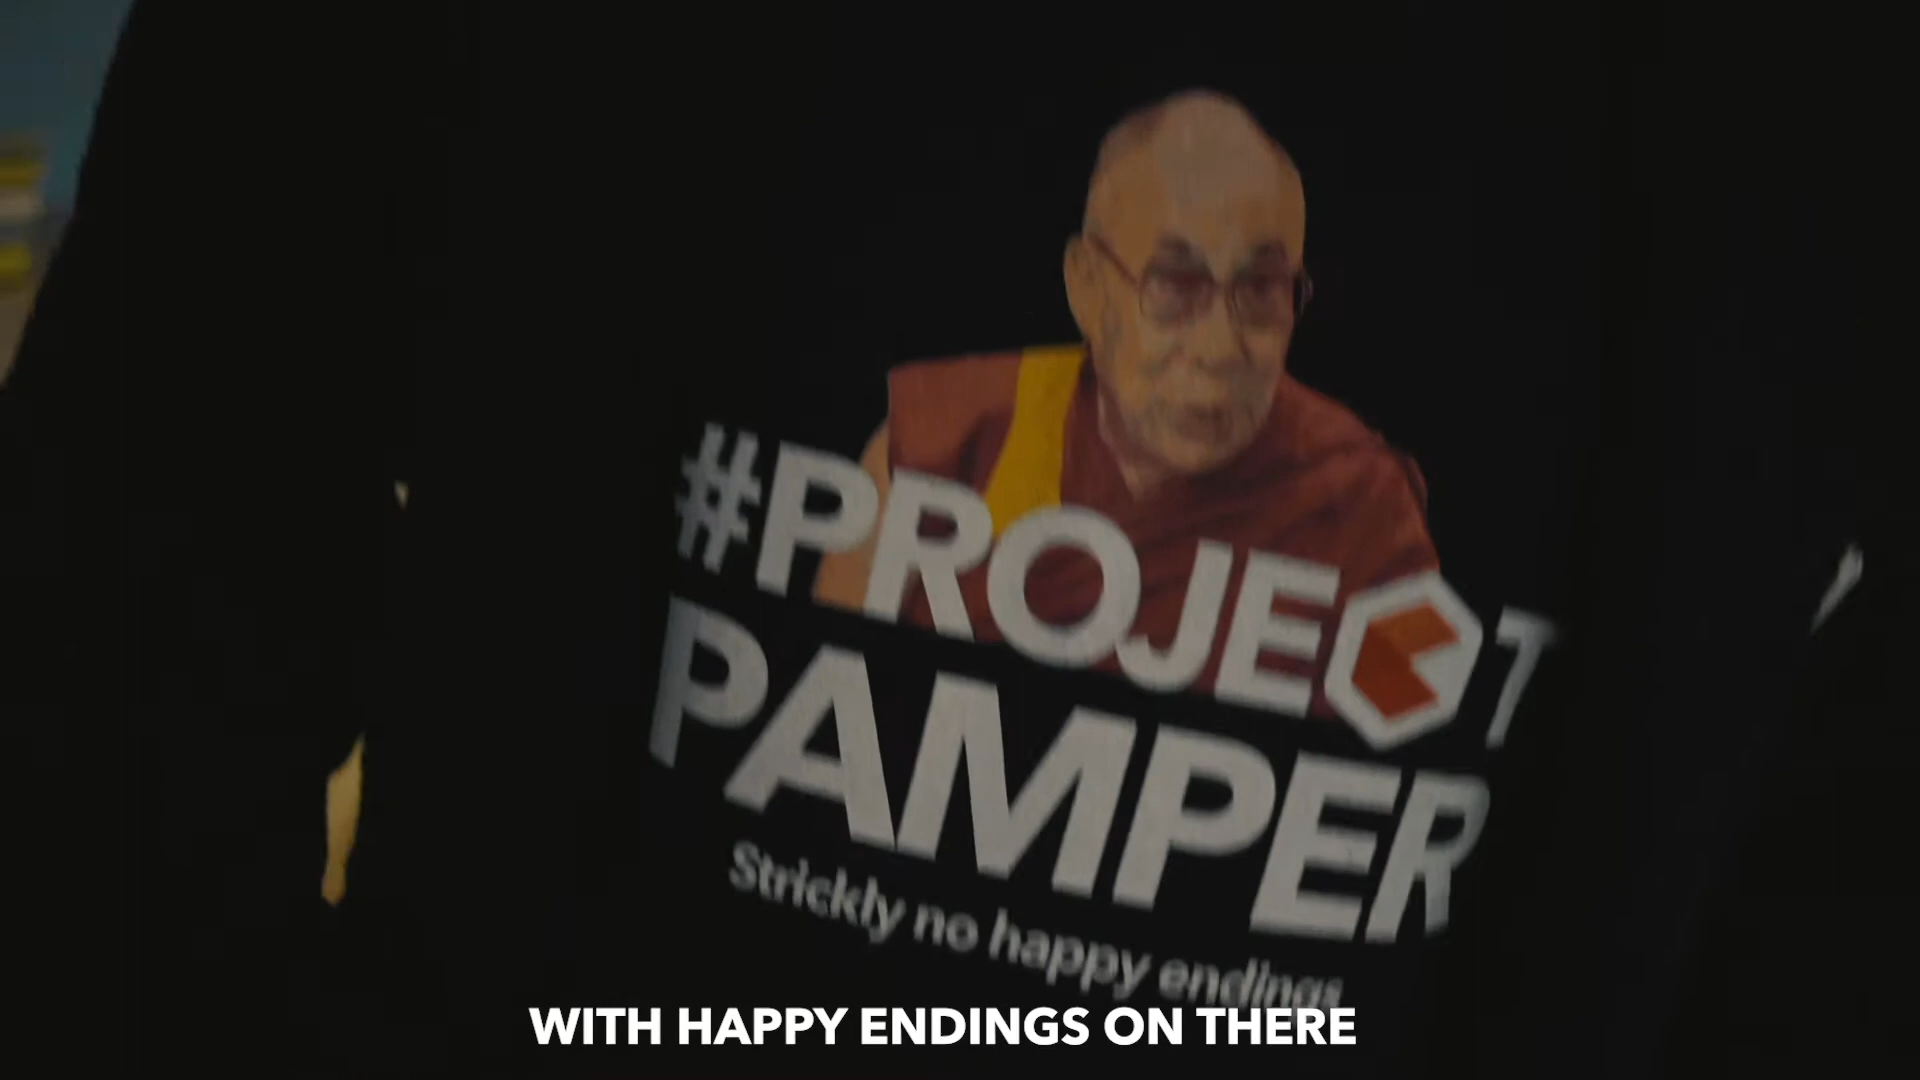 #PROJECT
PAMPER
Strickly no happy endings
WITH HAPPY ENDINGS ON THERE